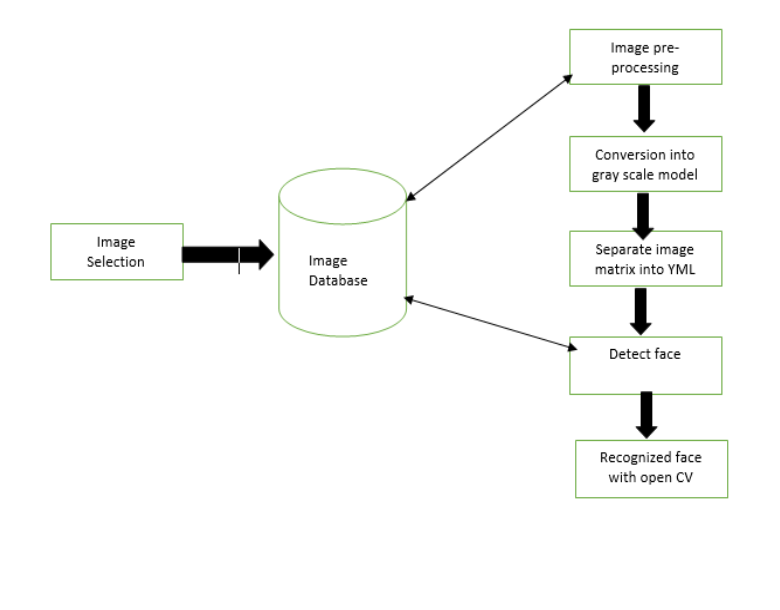 Image
Selection
Image
Database
Image pre-
processing
Conversion into
gray scale model
Separate image
matrix into YML
Detect face
Recognized face
with open CV